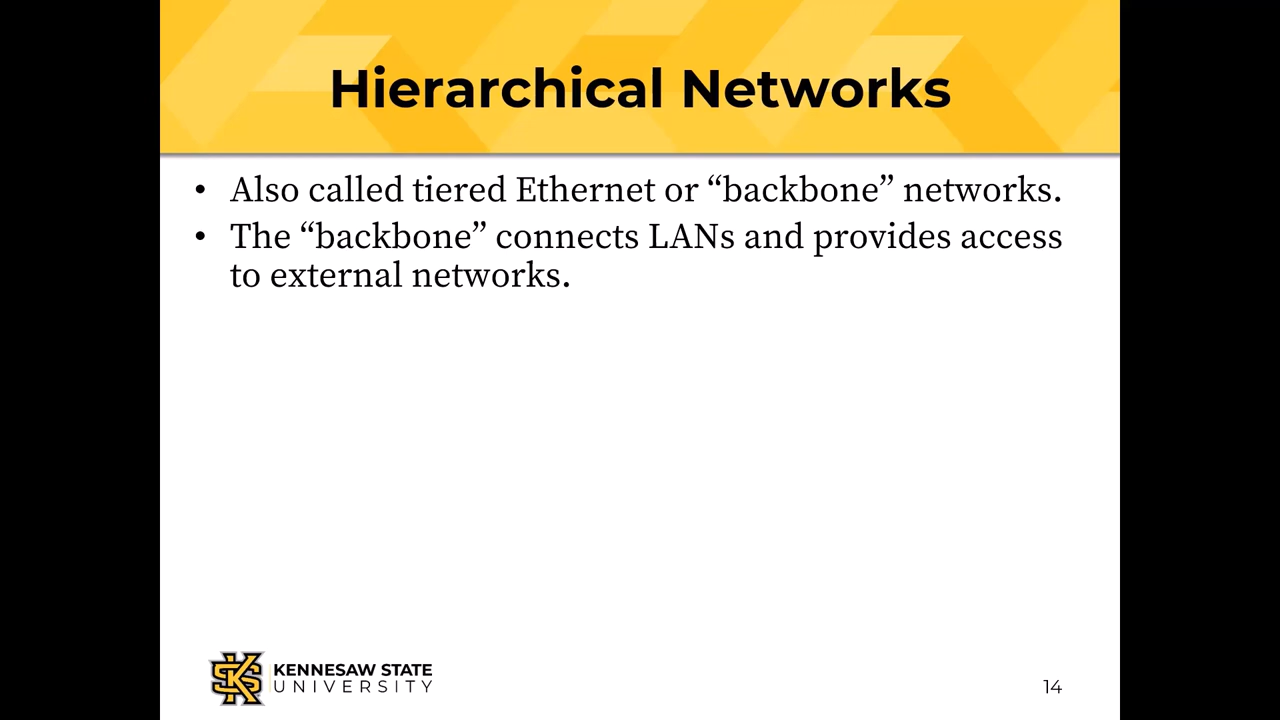 Hierarchical Networks
• Also called tiered Ethernet or “backbone” networks.
• The “backbone” connects LANs and provides access
to external networks.
KS
KENNESAW STATE
UNIVERSITY
14